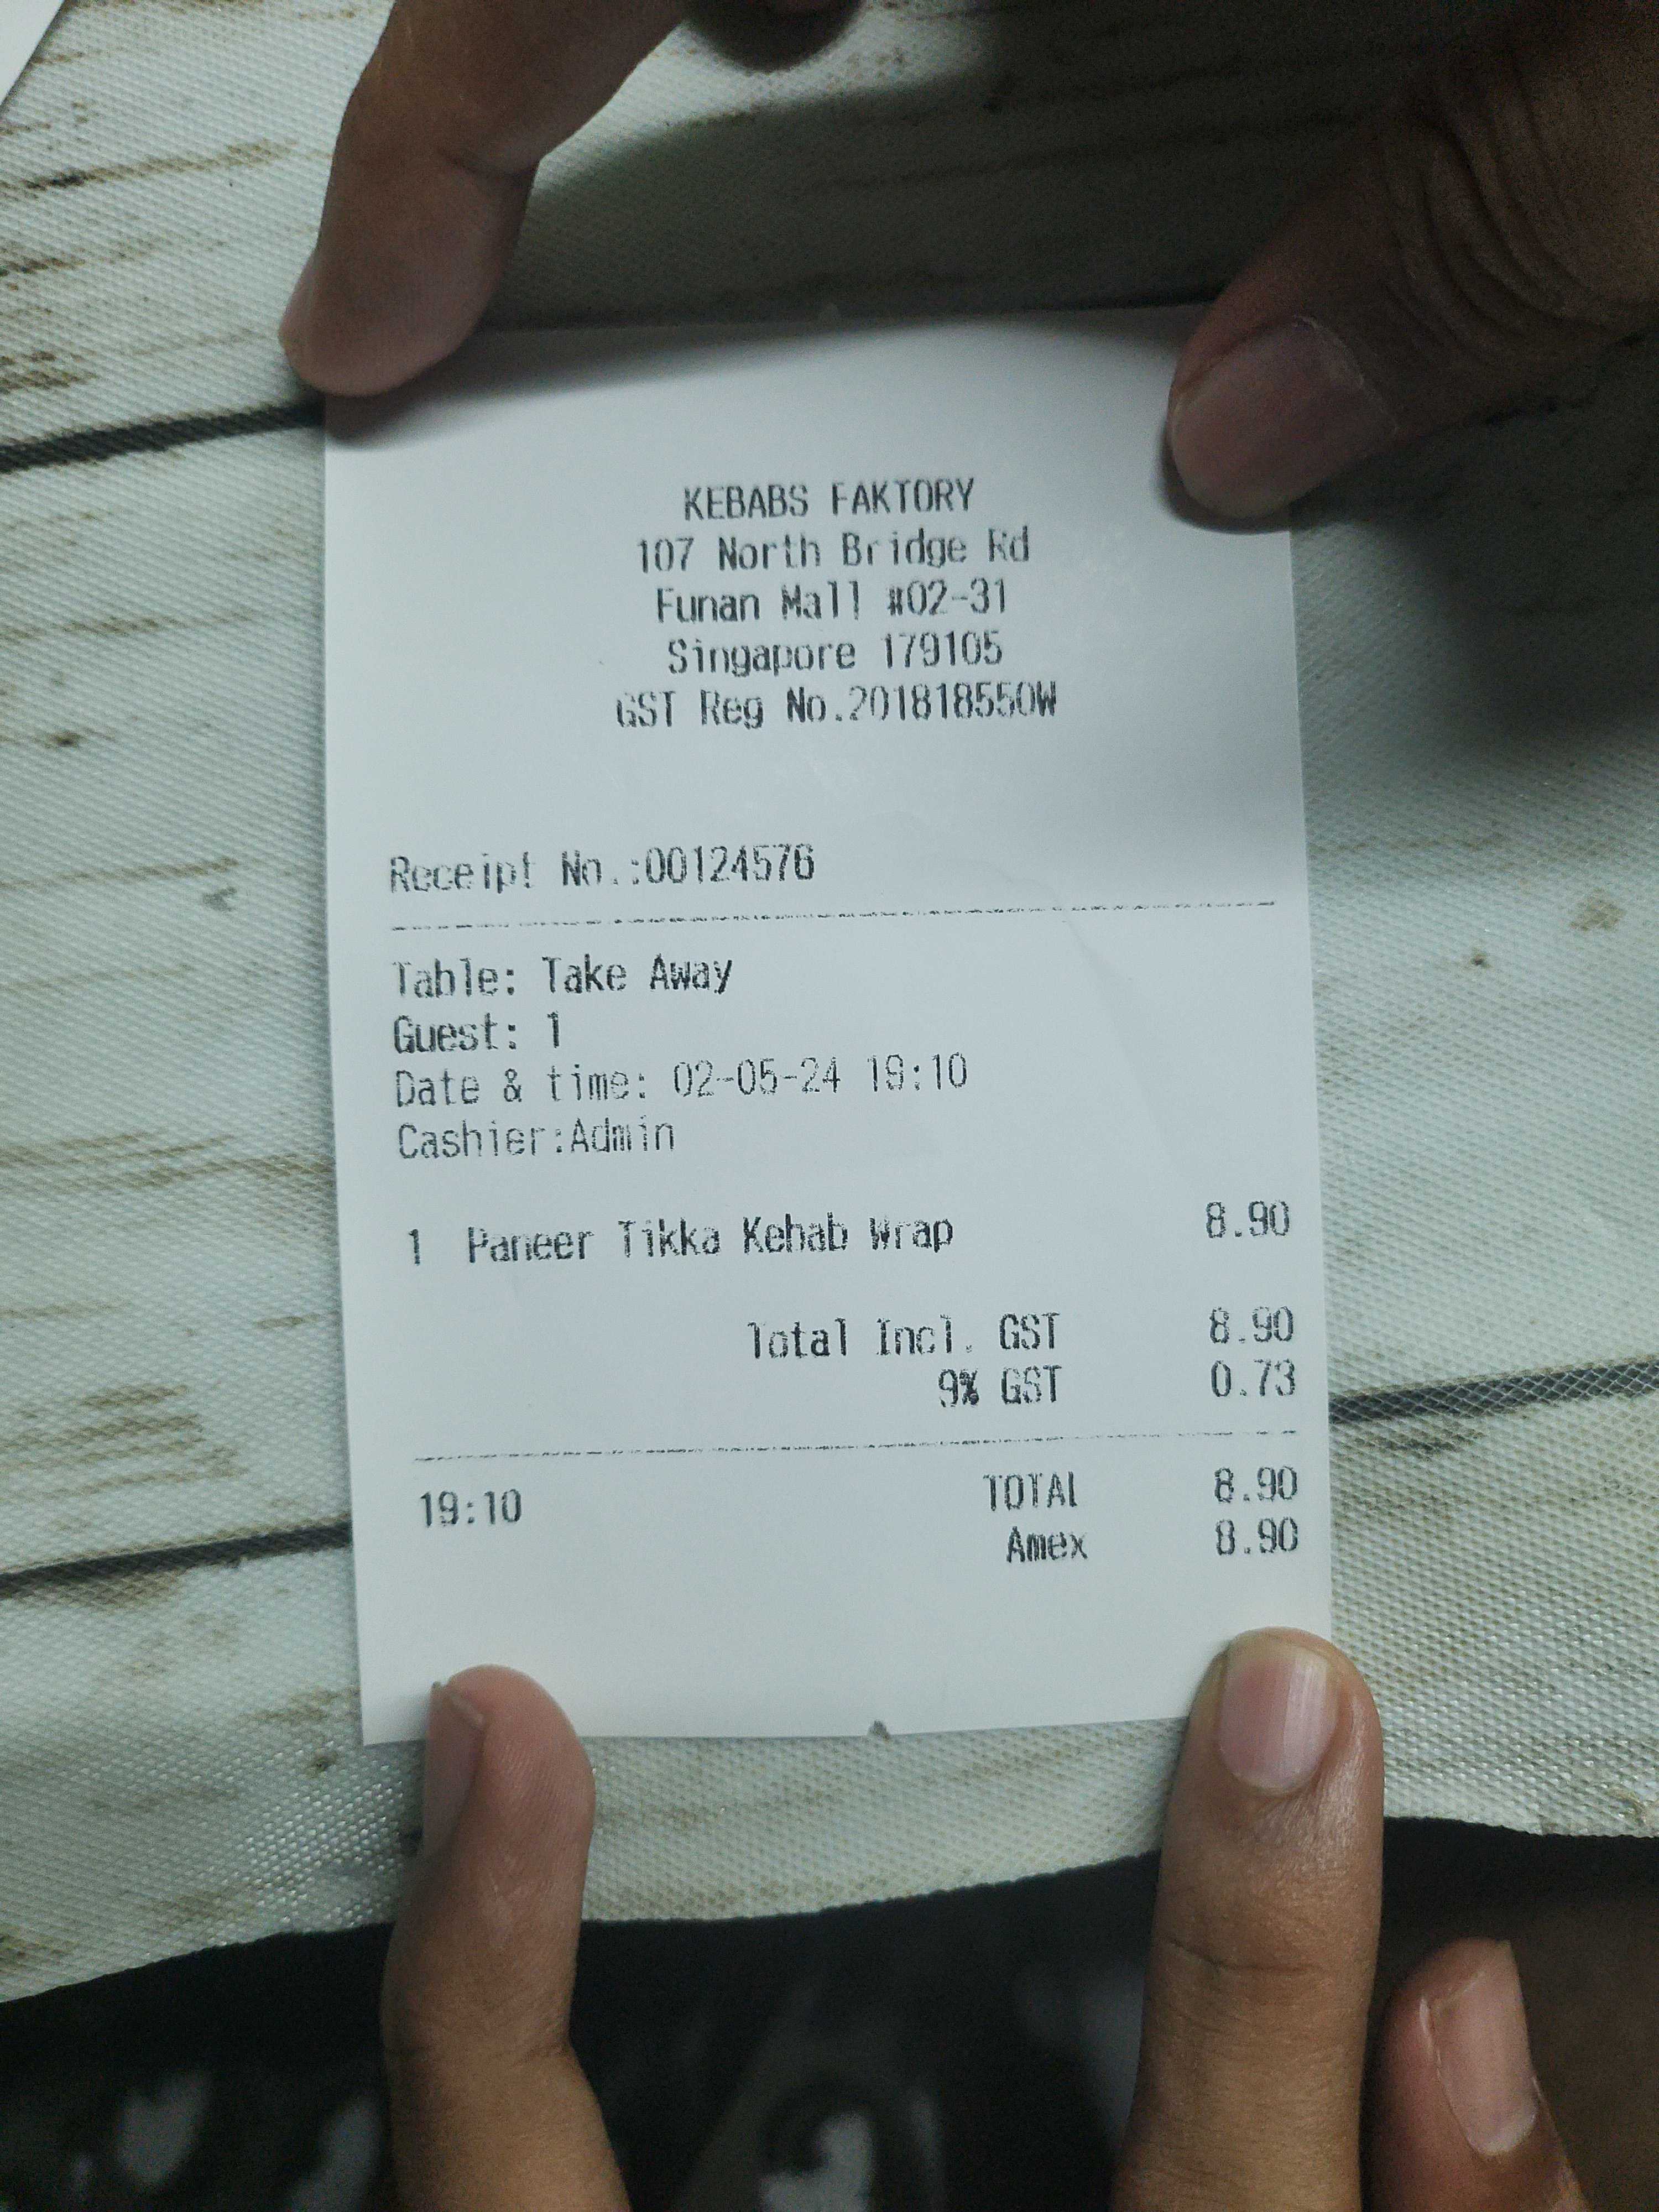 KEBABS FAKTORY
107 North Bridge Rd
Funan Mall #02-31
Singapore 179105
GST Reg No.201818550W
Receipt No.:00124576
Table: Take Away
Guest: 1
Date & time: 02-05-24 19:10
Cashier:Admin
1 Paneer Tikka Kebab Wrap 8.90
Total Incl. GST 8.90
9% GST 0.73
19:10 TOTAL 8.90
Amex 8.90